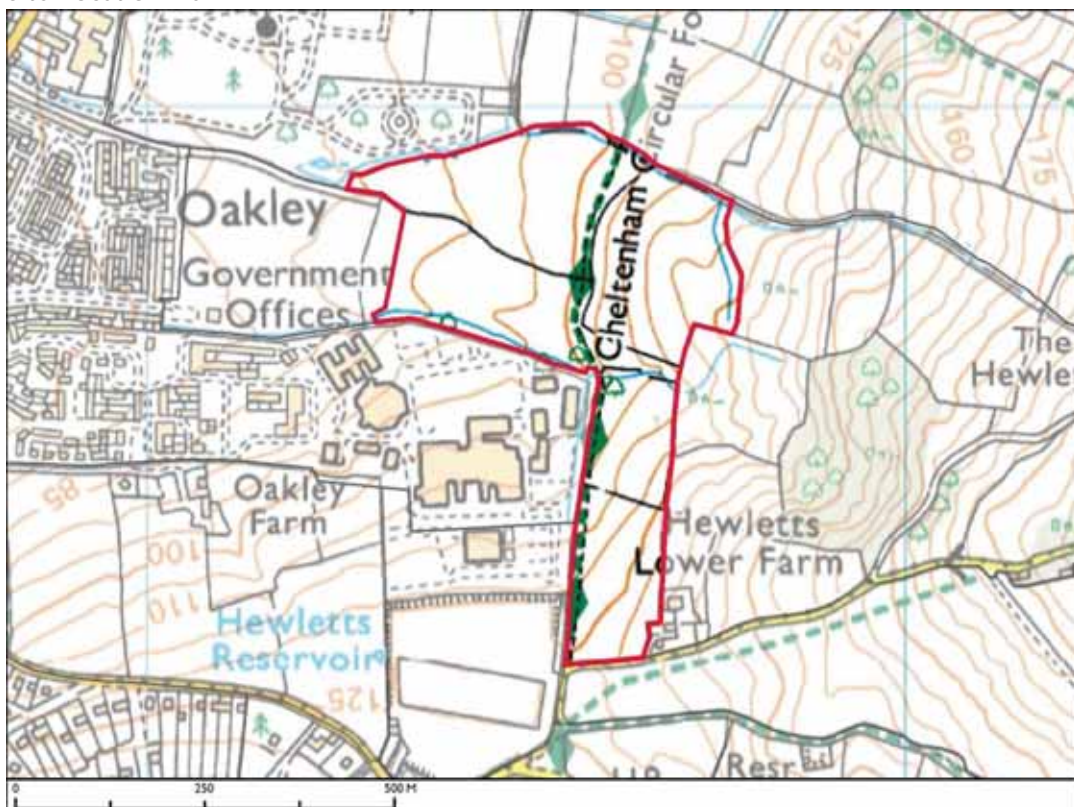 100
Circular Fo
125
160
175
Oakley
Government
Offices
Cheltenham
The
Hewlet
85
Oakley
Farm
100
110
Hewletts
Lower Farm
Hewletts
Reservoir
125
Resr
0
250
500 M